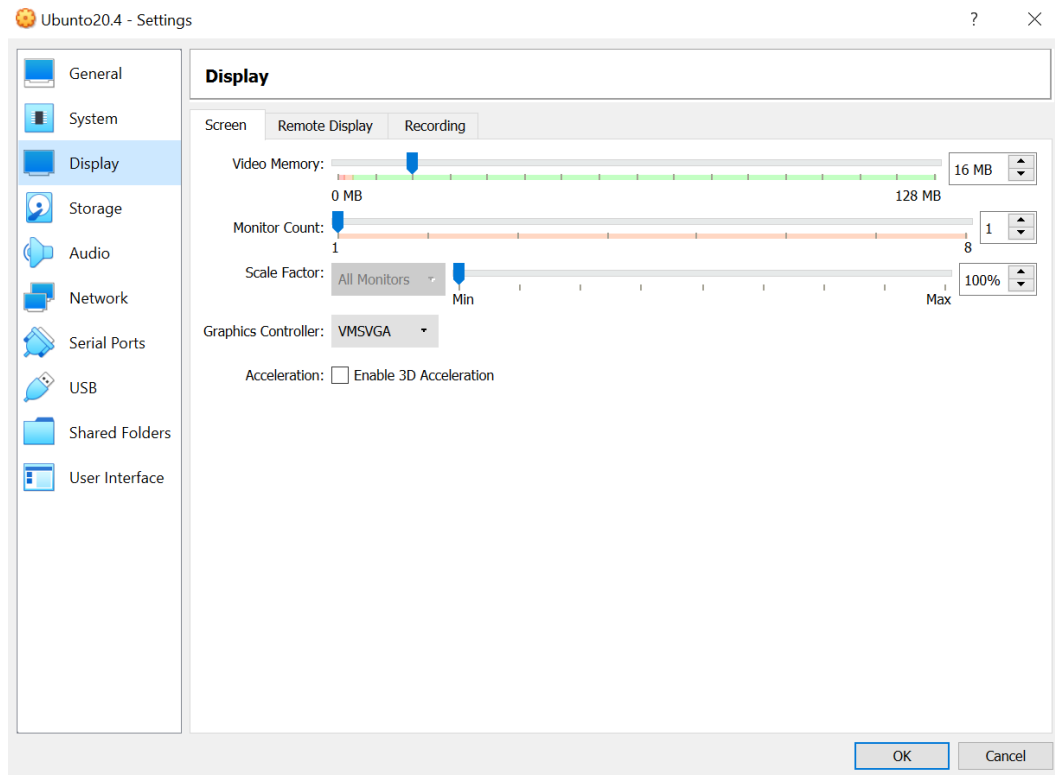 Ubunto20.4 - Settings
?
General
System
Display
Storage
Audio
Network
Serial Ports
USB
Shared Folders
User Interface
Display
Screen Remote Display Recording
Video Memory: 16 MB
0 MB 128 MB
Monitor Count: 1
1 8
Scale Factor: All Monitors 100%
Min Max
Graphics Controller: VMSVGA
Acceleration: Enable 3D Acceleration
OK Cancel